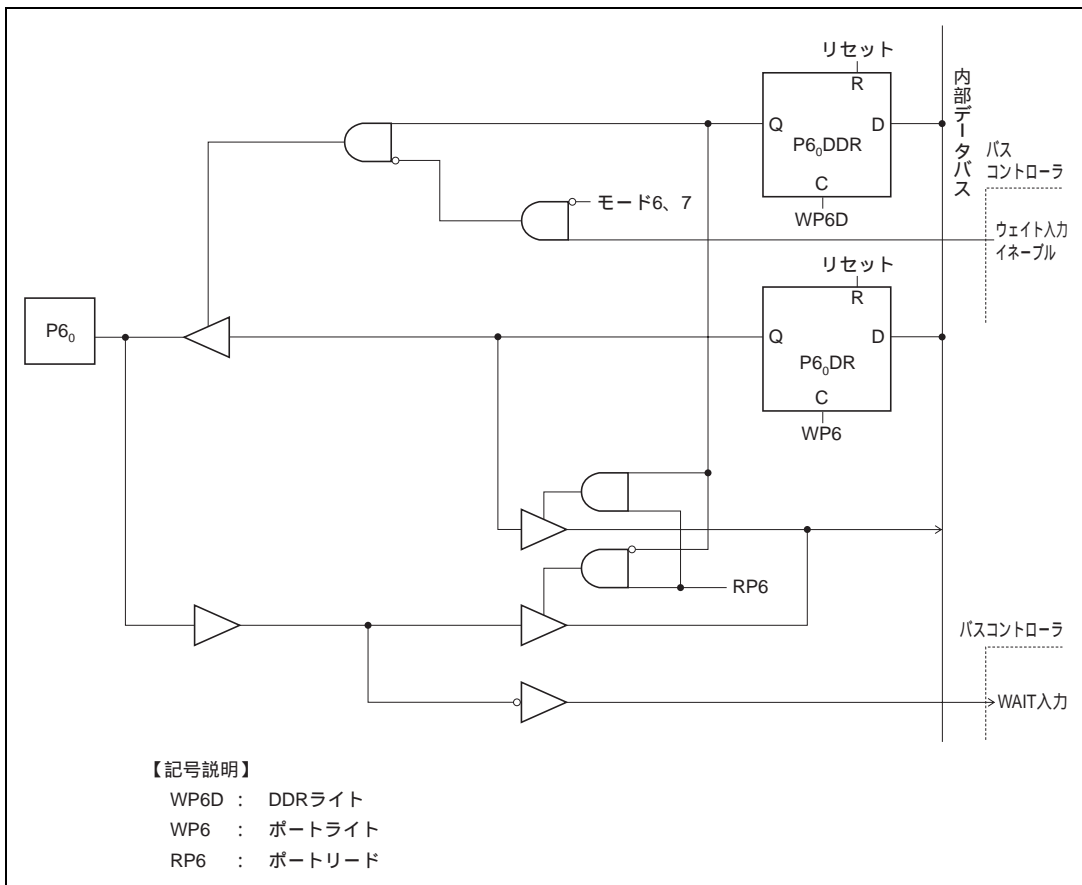 リセット
R
Q
D
P6₀DDR
C
WP6D
内部データバス
バス
コントローラ
ウェイト入力
イネーブル
モード6、7
リセット
R
P6₀
Q
D
P6₀DR
C
WP6
RP6
バスコントローラ
WAIT入力
【記号説明】
WP6D : DDRライト
WP6 : ポートライト
RP6 : ポートリード